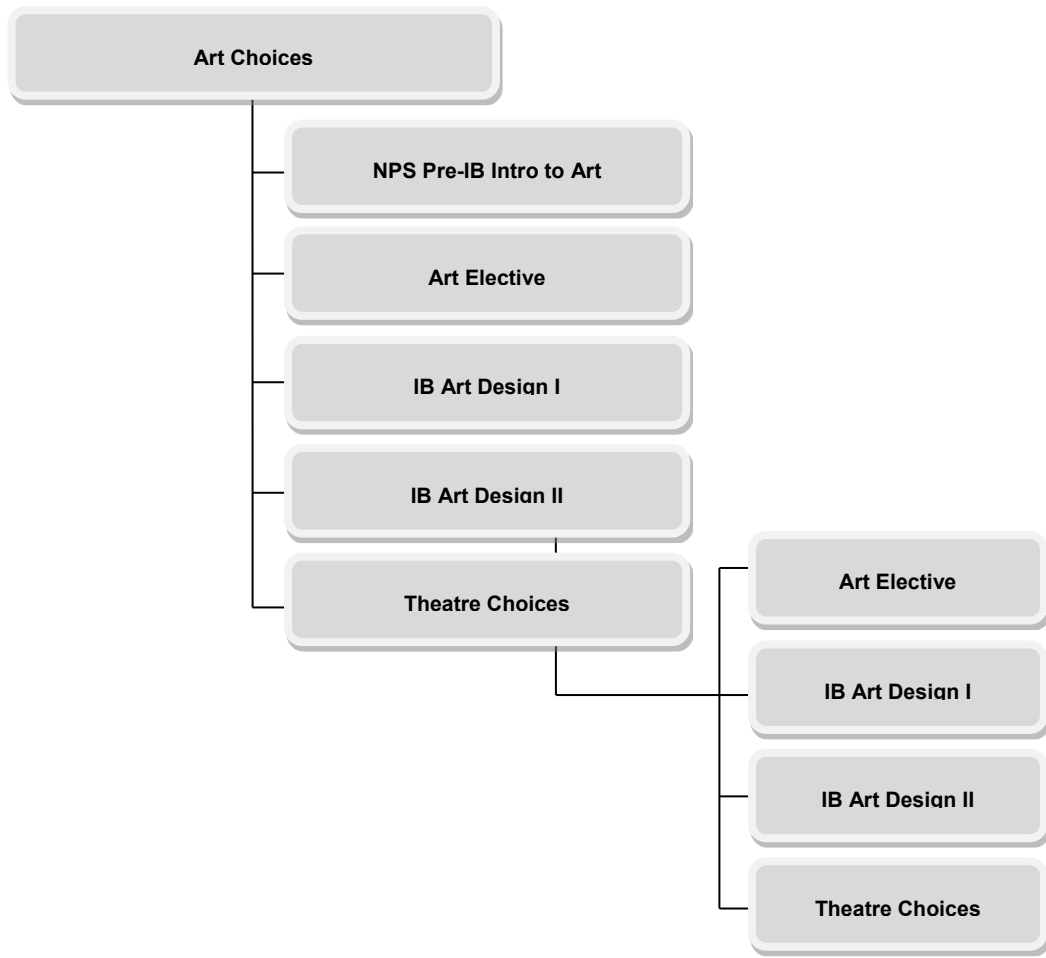 Art Choices
NPS Pre-IB Intro to Art
Art Elective
IB Art Design I
IB Art Design II
Theatre Choices
Art Elective
IB Art Design I
IB Art Design II
Theatre Choices